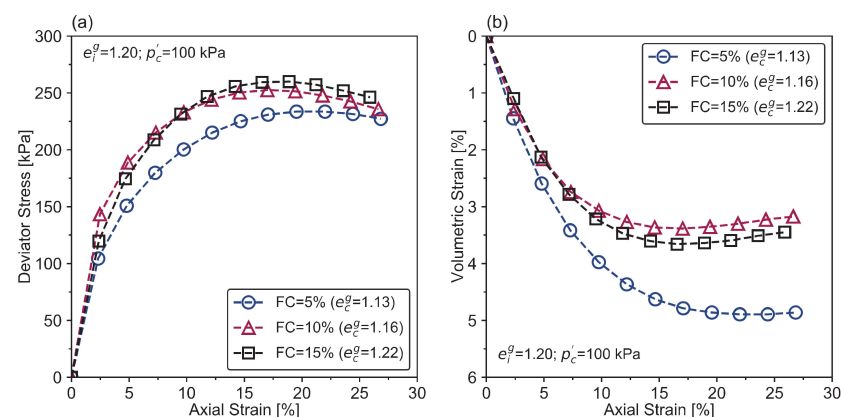 (a)
300
250
200
150
100
50
0
Deviator Stress [kPa]
e_i^g=1.20; p_c^'=100 kPa
FC=5% (e_c^g=1.13)
FC=10% (e_c^g=1.16)
FC=15% (e_c^g=1.22)
0 5 10 15 20 25 30
Axial Strain [%]
(b)
0
1
2
3
4
5
6
Volumetric Strain [%]
FC=5% (e_c^g=1.13)
FC=10% (e_c^g=1.16)
FC=15% (e_c^g=1.22)
e_i^g=1.20; p_c^'=100 kPa
0 5 10 15 20 25 30
Axial Strain [%]